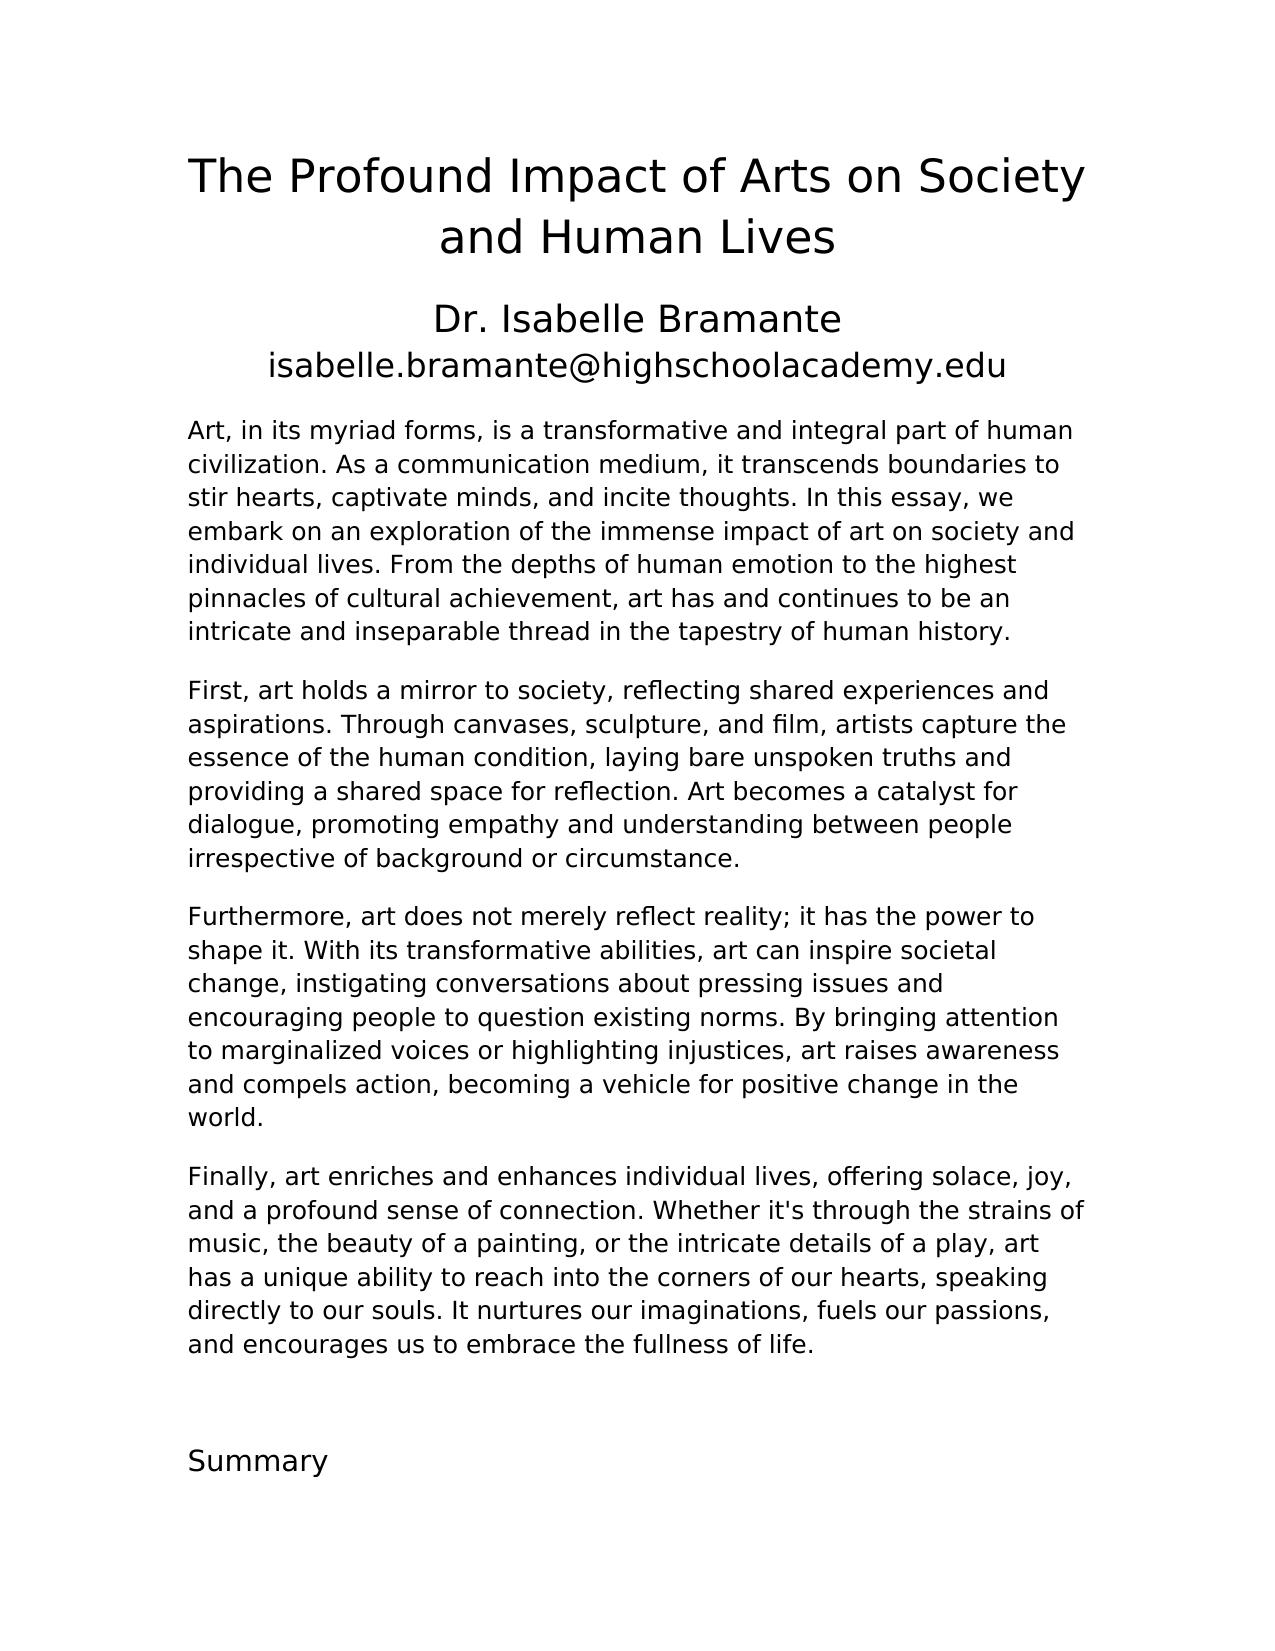 The Profound Impact of Arts on Society
and Human Lives
Dr. Isabelle Bramante
isabelle.bramante@highschoolacademy.edu
Art, in its myriad forms, is a transformative and integral part of human
civilization. As a communication medium, it transcends boundaries to
stir hearts, captivate minds, and incite thoughts. In this essay, we
embark on an exploration of the immense impact of art on society and
individual lives. From the depths of human emotion to the highest
pinnacles of cultural achievement, art has and continues to be an
intricate and inseparable thread in the tapestry of human history.
First, art holds a mirror to society, reflecting shared experiences and
aspirations. Through canvases, sculpture, and film, artists capture the
essence of the human condition, laying bare unspoken truths and
providing a shared space for reflection. Art becomes a catalyst for
dialogue, promoting empathy and understanding between people
irrespective of background or circumstance.
Furthermore, art does not merely reflect reality; it has the power to
shape it. With its transformative abilities, art can inspire societal
change, instigating conversations about pressing issues and
encouraging people to question existing norms. By bringing attention
to marginalized voices or highlighting injustices, art raises awareness
and compels action, becoming a vehicle for positive change in the
world.
Finally, art enriches and enhances individual lives, offering solace, joy,
and a profound sense of connection. Whether it's through the strains of
music, the beauty of a painting, or the intricate details of a play, art
has a unique ability to reach into the corners of our hearts, speaking
directly to our souls. It nurtures our imaginations, fuels our passions,
and encourages us to embrace the fullness of life.
Summary